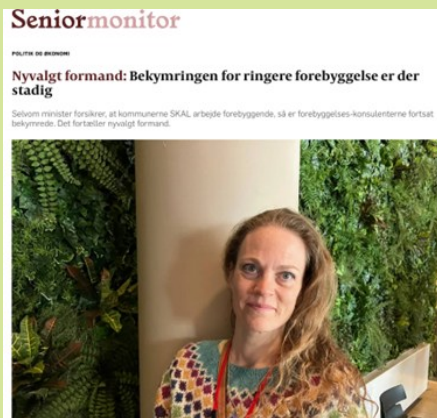 Seniormonitor
POLITIK OG ØKONOMI
Nyvalgt formand: Bekymringen for ringere forebyggelse er der
stadig
Selvom minister forsikrer, at kommunerne SKAL arbejde forebyggende, så er forebyggelses-konsulenterne fortsat
bekymrede. Det fortæller nyvalgt formand.